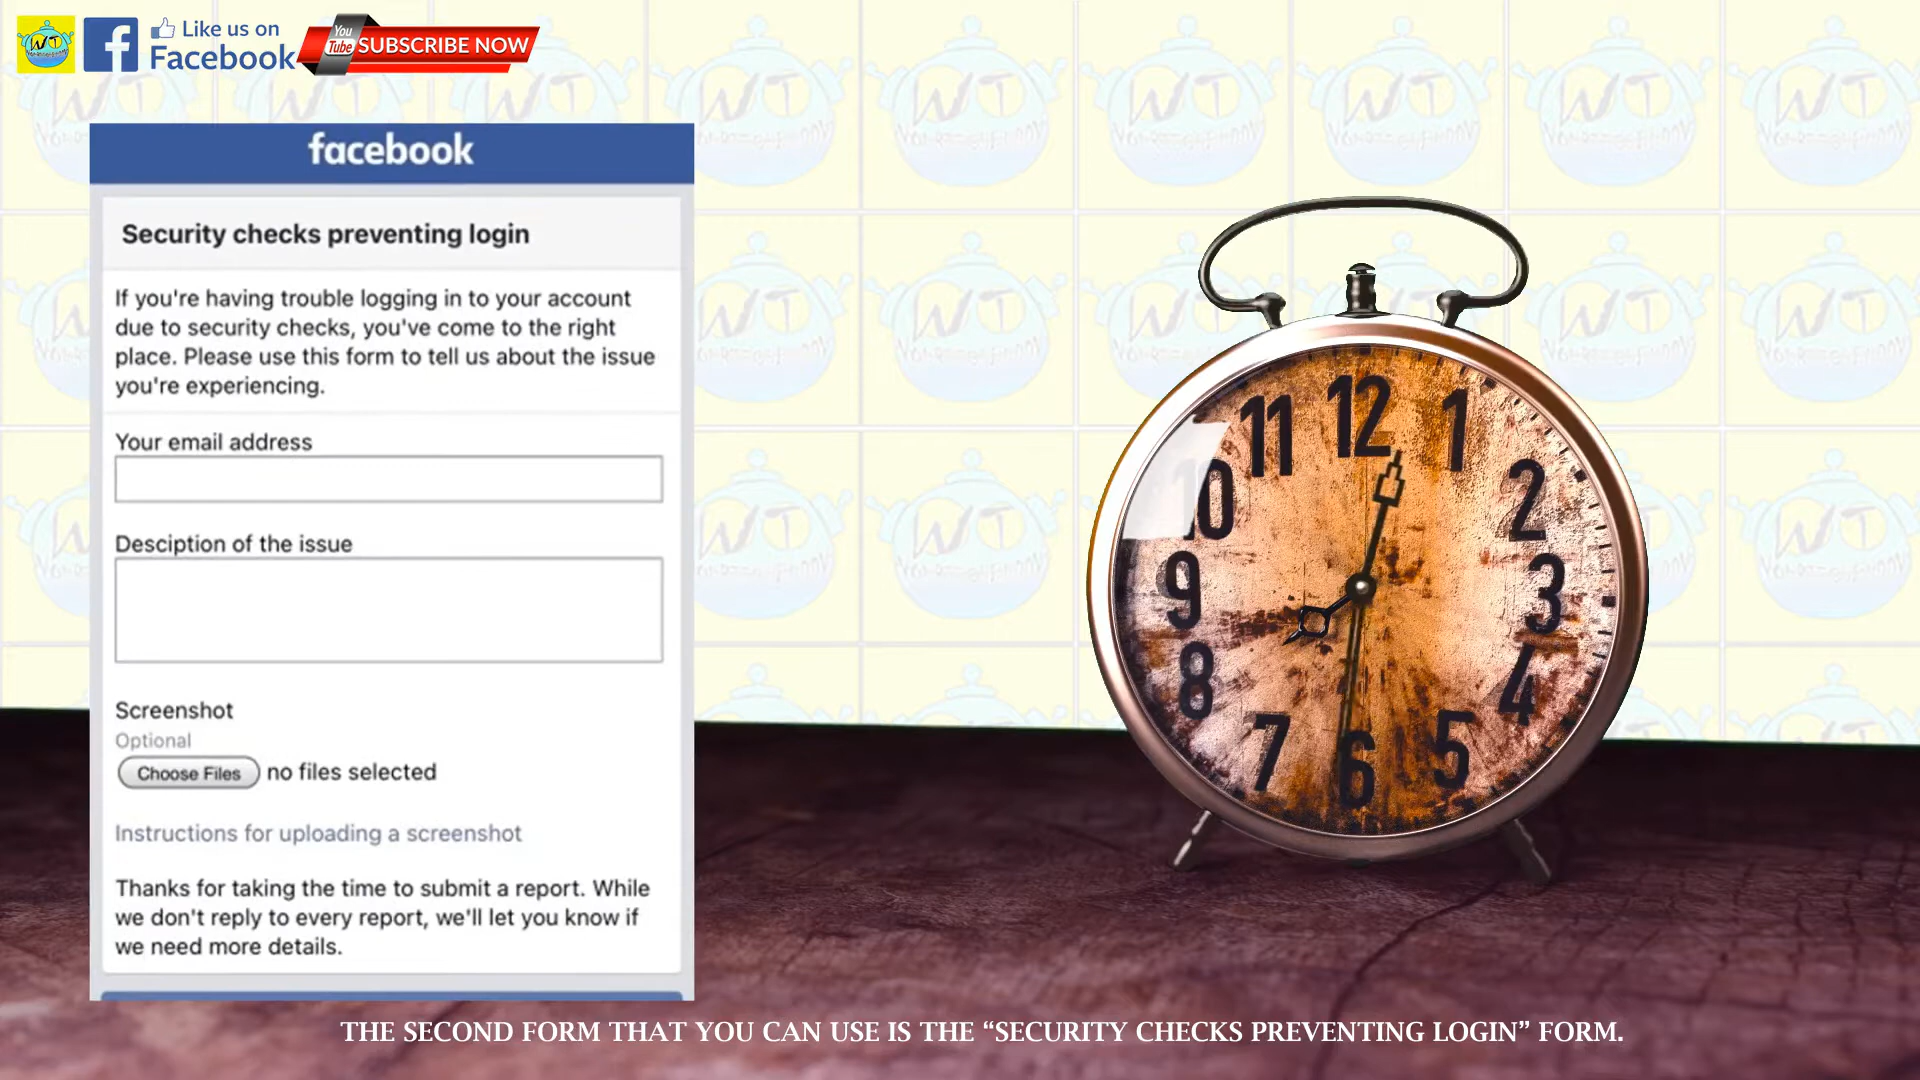 WT
f
Like us on
Facebook
You
Tube
SUBSCRIBE NOW
facebook
Security checks preventing login
If you're having trouble logging in to your account
due to security checks, you've come to the right
place. Please use this form to tell us about the issue
you're experiencing.
Your email address
Desciption of the issue
Screenshot
Optional
Choose Files no files selected
Instructions for uploading a screenshot
Thanks for taking the time to submit a report. While
we don't reply to every report, we'll let you know if
we need more details.
12
11
1
10
2
9
3
8
4
7
5
6
THE SECOND FORM THAT YOU CAN USE IS THE “SECURITY CHECKS PREVENTING LOGIN” FORM.